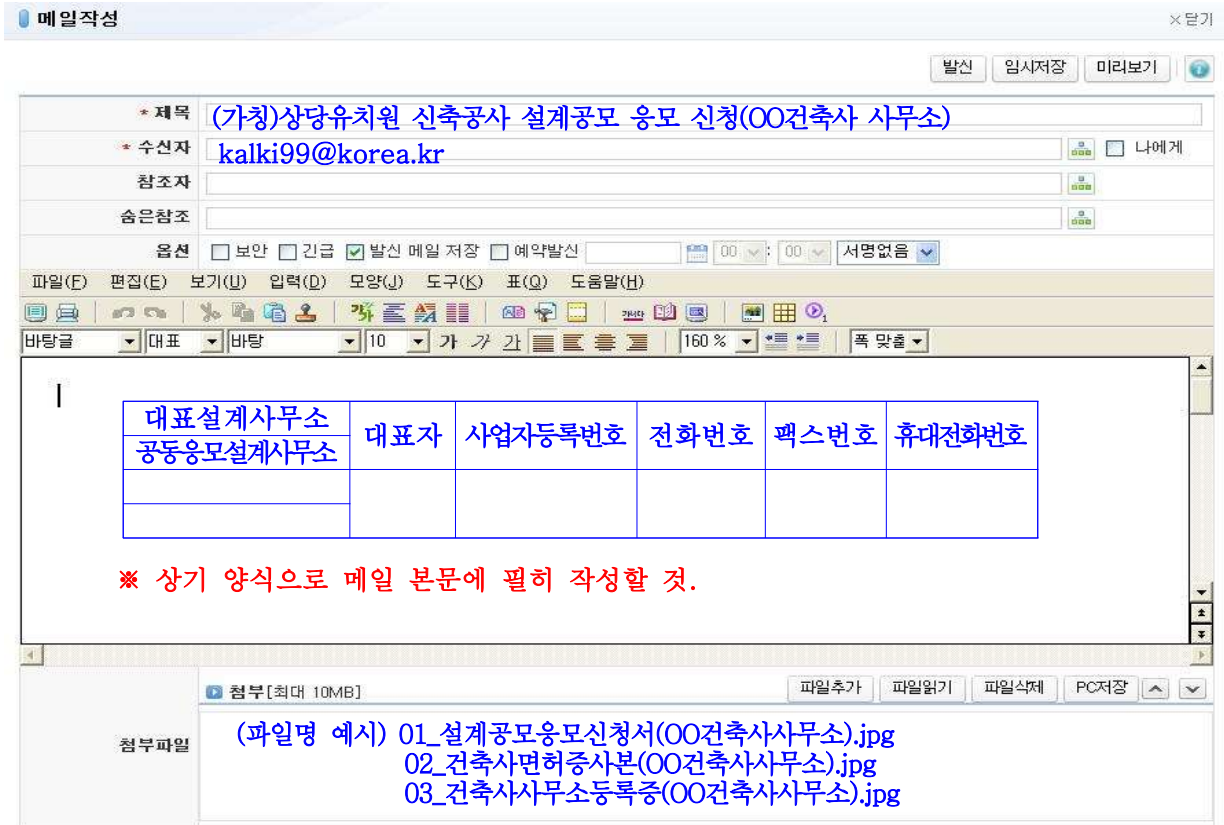 메일작성 ×닫기
발신 임시저장 미리보기
* 제목 (가칭)상당유치원 신축공사 설계공모 응모 신청(OO건축사 사무소)
* 수신자 kalki99@korea.kr 나에게
참조자
숨은참조
옵션 보안 긴급 발신 메일 저장 예약발신 00 : 00 서명없음
파일(F) 편집(E) 보기(U) 입력(D) 모양(J) 도구(K) 표(Q) 도움말(H)
바탕글 대표 바탕 10 가 가 가 160 % 폭 맞춤
대표설계사무소 대표자 사업자등록번호 전화번호 팩스번호 휴대전화번호
공동응모설계사무소
※ 상기 양식으로 메일 본문에 필히 작성할 것.
첨부[최대 10MB] 파일추가 파일읽기 파일삭제 PC저장
첨부파일
(파일명 예시) 01_설계공모응모신청서(OO건축사사무소).jpg
02_건축사면허증사본(OO건축사사무소).jpg
03_건축사사무소등록증(OO건축사사무소).jpg